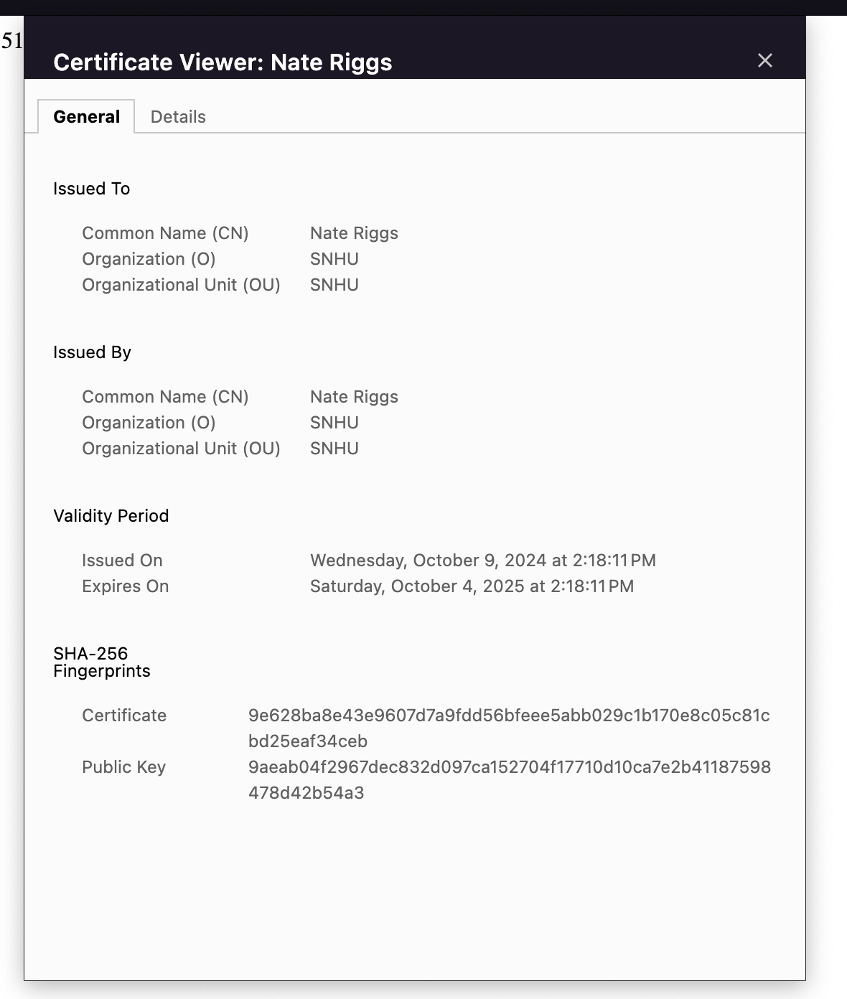 51
Certificate Viewer: Nate Riggs
General Details
Issued To
Common Name (CN) Nate Riggs
Organization (O) SNHU
Organizational Unit (OU) SNHU
Issued By
Common Name (CN) Nate Riggs
Organization (O) SNHU
Organizational Unit (OU) SNHU
Validity Period
Issued On Wednesday, October 9, 2024 at 2:18:11 PM
Expires On Saturday, October 4, 2025 at 2:18:11 PM
SHA-256
Fingerprints
Certificate 9e628ba8e43e9607d7a9fdd56bfeee5abb029c1b170e8c05c81c
bd25eaf34ceb
Public Key 9aeab04f2967dec832d097ca152704f17710d10ca7e2b41187598
478d42b54a3